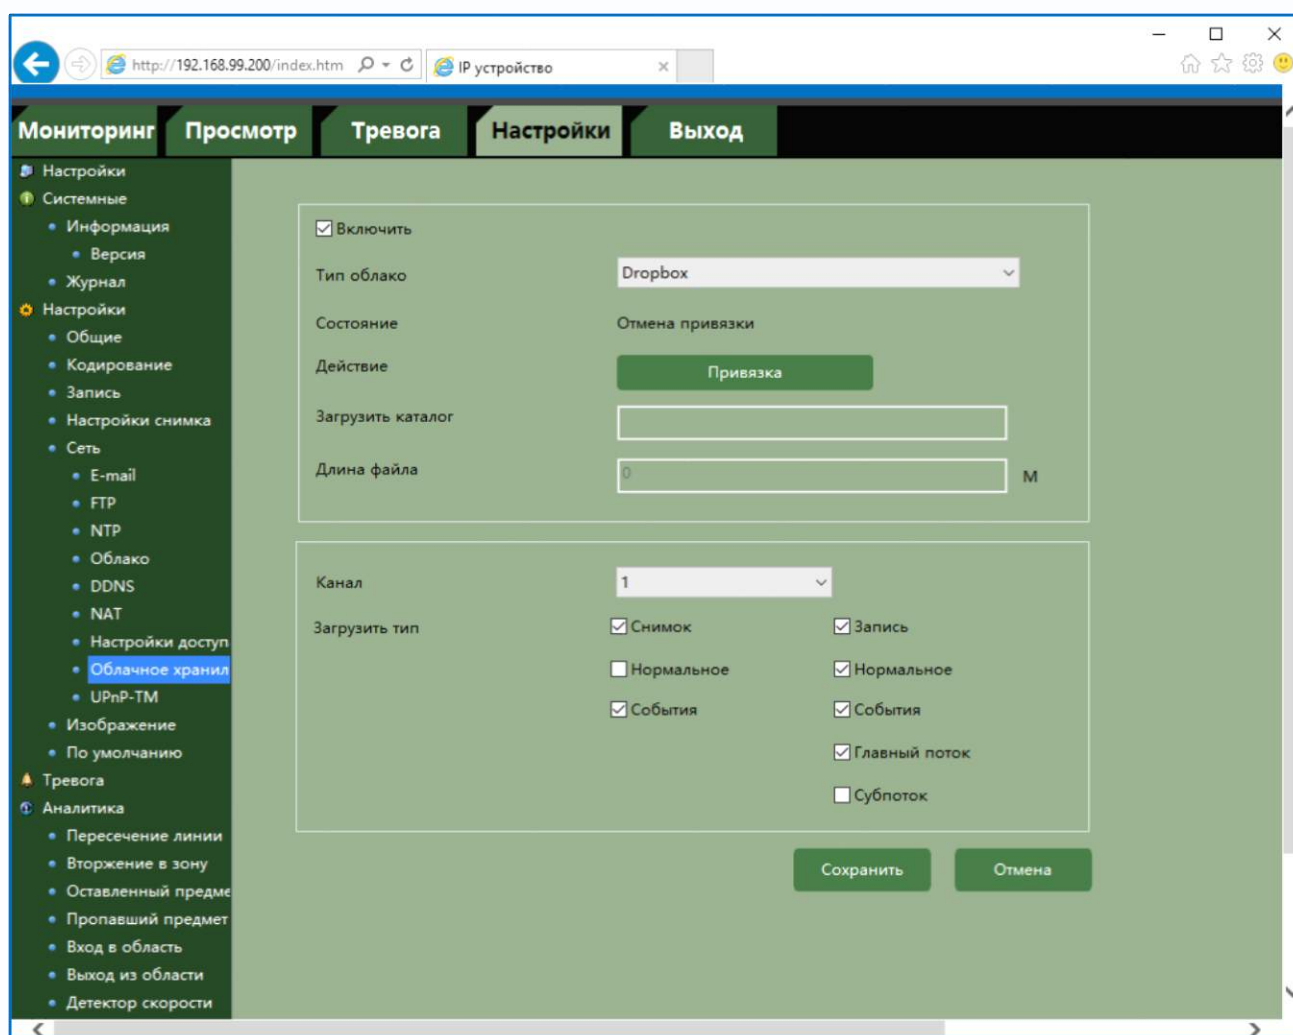 http://192.168.99.200/index.htm
IP устройство
Мониторинг Просмотр Тревога Настройки Выход
Настройки
Системные
Информация
Версия
Журнал
Настройки
Общие
Кодирование
Запись
Настройки снимка
Сеть
E-mail
FTP
NTP
Облако
DDNS
NAT
Настройки доступ
Облачное хранил
UPnP-TM
Изображение
По умолчанию
Тревога
Аналитика
Пересечение линии
Вторжение в зону
Оставленный предме
Пропавший предмет
Вход в область
Выход из области
Детектор скорости
Включить
Тип облако Dropbox
Состояние Отмена привязки
Действие Привязка
Загрузить каталог
Длина файла 0 М
Канал 1
Загрузить тип Снимок Запись
Нормальное Нормальное
События События
Главный поток
Субпоток
Сохранить Отмена